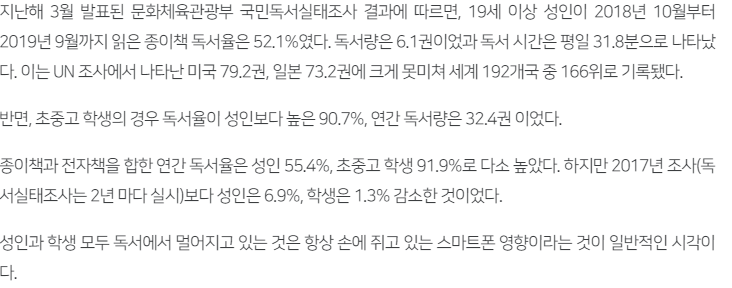 지난해 3월 발표된 문화체육관광부 국민독서실태조사 결과에 따르면, 19세 이상 성인이 2018년 10월부터
2019년 9월까지 읽은 종이책 독서율은 52.1%였다. 독서량은 6.1권이었과 독서 시간은 평일 31.8분으로 나타났
다. 이는 UN 조사에서 나타난 미국 79.2권, 일본 73.2권에 크게 못미쳐 세계 192개국 중 166위로 기록됐다.
반면, 초중고 학생의 경우 독서율이 성인보다 높은 90.7%, 연간 독서량은 32.4권 이었다.
종이책과 전자책을 합한 연간 독서율은 성인 55.4%, 초중고 학생 91.9%로 다소 높았다. 하지만 2017년 조사(독
서실태조사는 2년 마다 실시)보다 성인은 6.9%, 학생은 1.3% 감소한 것이었다.
성인과 학생 모두 독서에서 멀어지고 있는 것은 항상 손에 쥐고 있는 스마트폰 영향이라는 것이 일반적인 시각이
다.